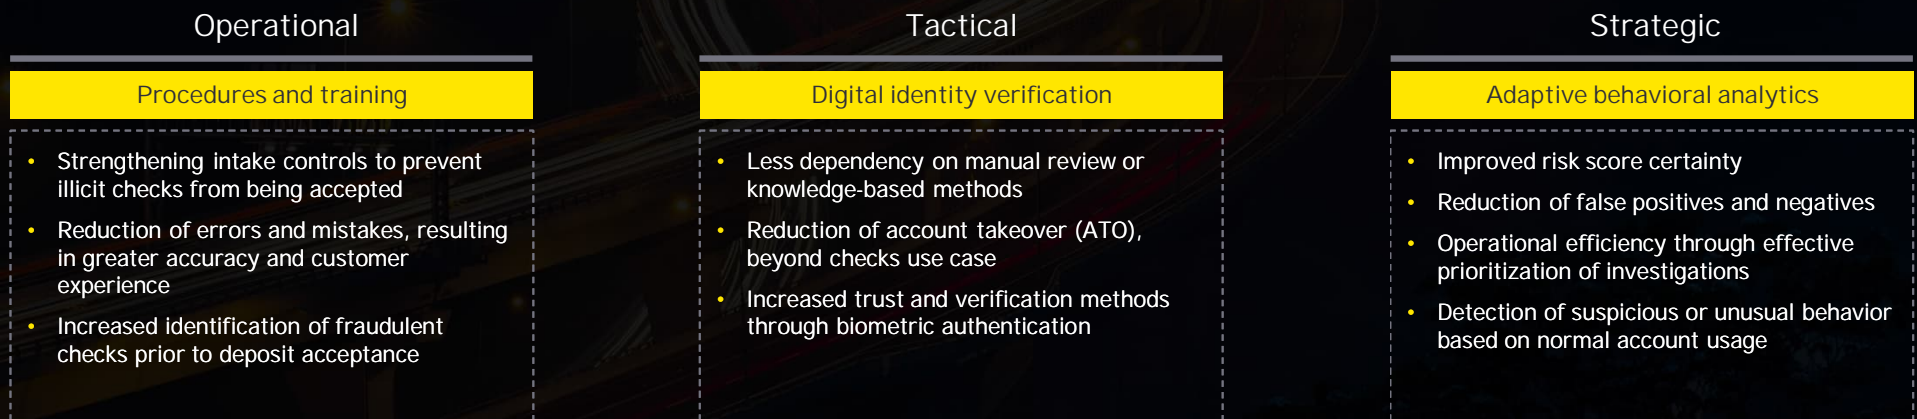 Operational
Procedures and training
• Strengthening intake controls to prevent
illicit checks from being accepted
• Reduction of errors and mistakes, resulting
in greater accuracy and customer
experience
• Increased identification of fraudulent
checks prior to deposit acceptance
Tactical
Digital identity verification
• Less dependency on manual review or
knowledge-based methods
• Reduction of account takeover (ATO),
beyond checks use case
• Increased trust and verification methods
through biometric authentication
Strategic
Adaptive behavioral analytics
• Improved risk score certainty
• Reduction of false positives and negatives
• Operational efficiency through effective
prioritization of investigations
• Detection of suspicious or unusual behavior
based on normal account usage